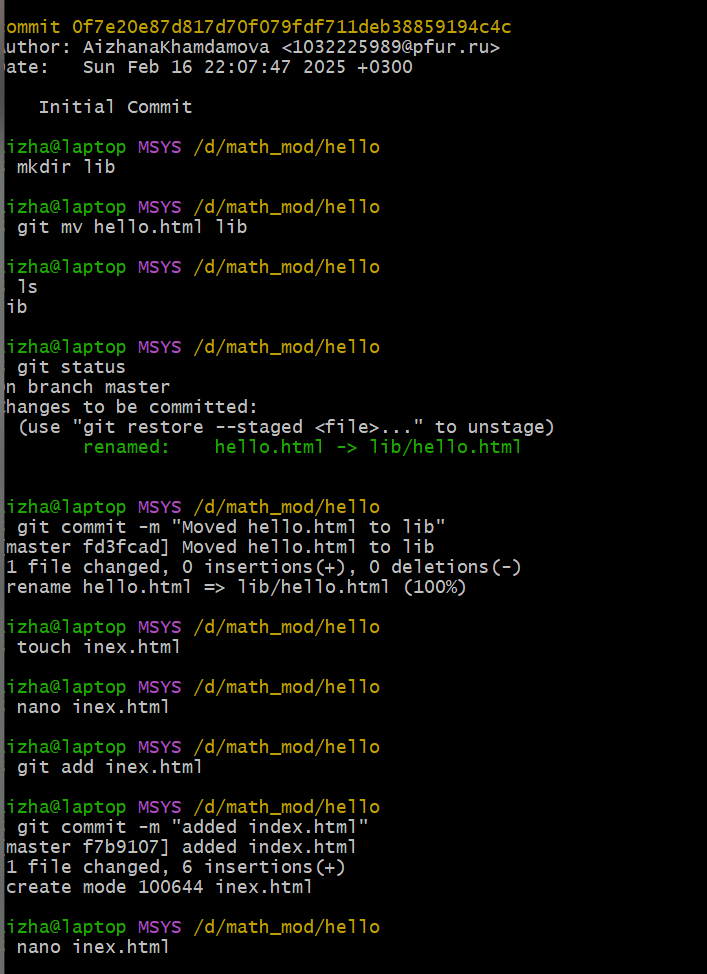 ommit 0f7e20e87d817d70f079fdf711deb38859194c4c
uthor: AizhanaKhamdamova <1032225989@pfur.ru>
ate:   Sun Feb 16 22:07:47 2025 +0300
Initial Commit
izha@laptop MSYS /d/math_mod/hello
mkdir lib
izha@laptop MSYS /d/math_mod/hello
git mv hello.html lib
izha@laptop MSYS /d/math_mod/hello
ls
ib
izha@laptop MSYS /d/math_mod/hello
git status
n branch master
hanges to be committed:
(use "git restore --staged <file>..." to unstage)
renamed:    hello.html -> lib/hello.html
izha@laptop MSYS /d/math_mod/hello
git commit -m "Moved hello.html to lib"
[master fd3fcad] Moved hello.html to lib
1 file changed, 0 insertions(+), 0 deletions(-)
rename hello.html => lib/hello.html (100%)
izha@laptop MSYS /d/math_mod/hello
touch inex.html
izha@laptop MSYS /d/math_mod/hello
nano inex.html
izha@laptop MSYS /d/math_mod/hello
git add inex.html
izha@laptop MSYS /d/math_mod/hello
git commit -m "added index.html"
[master f7b9107] added index.html
1 file changed, 6 insertions(+)
create mode 100644 inex.html
izha@laptop MSYS /d/math_mod/hello
nano inex.html